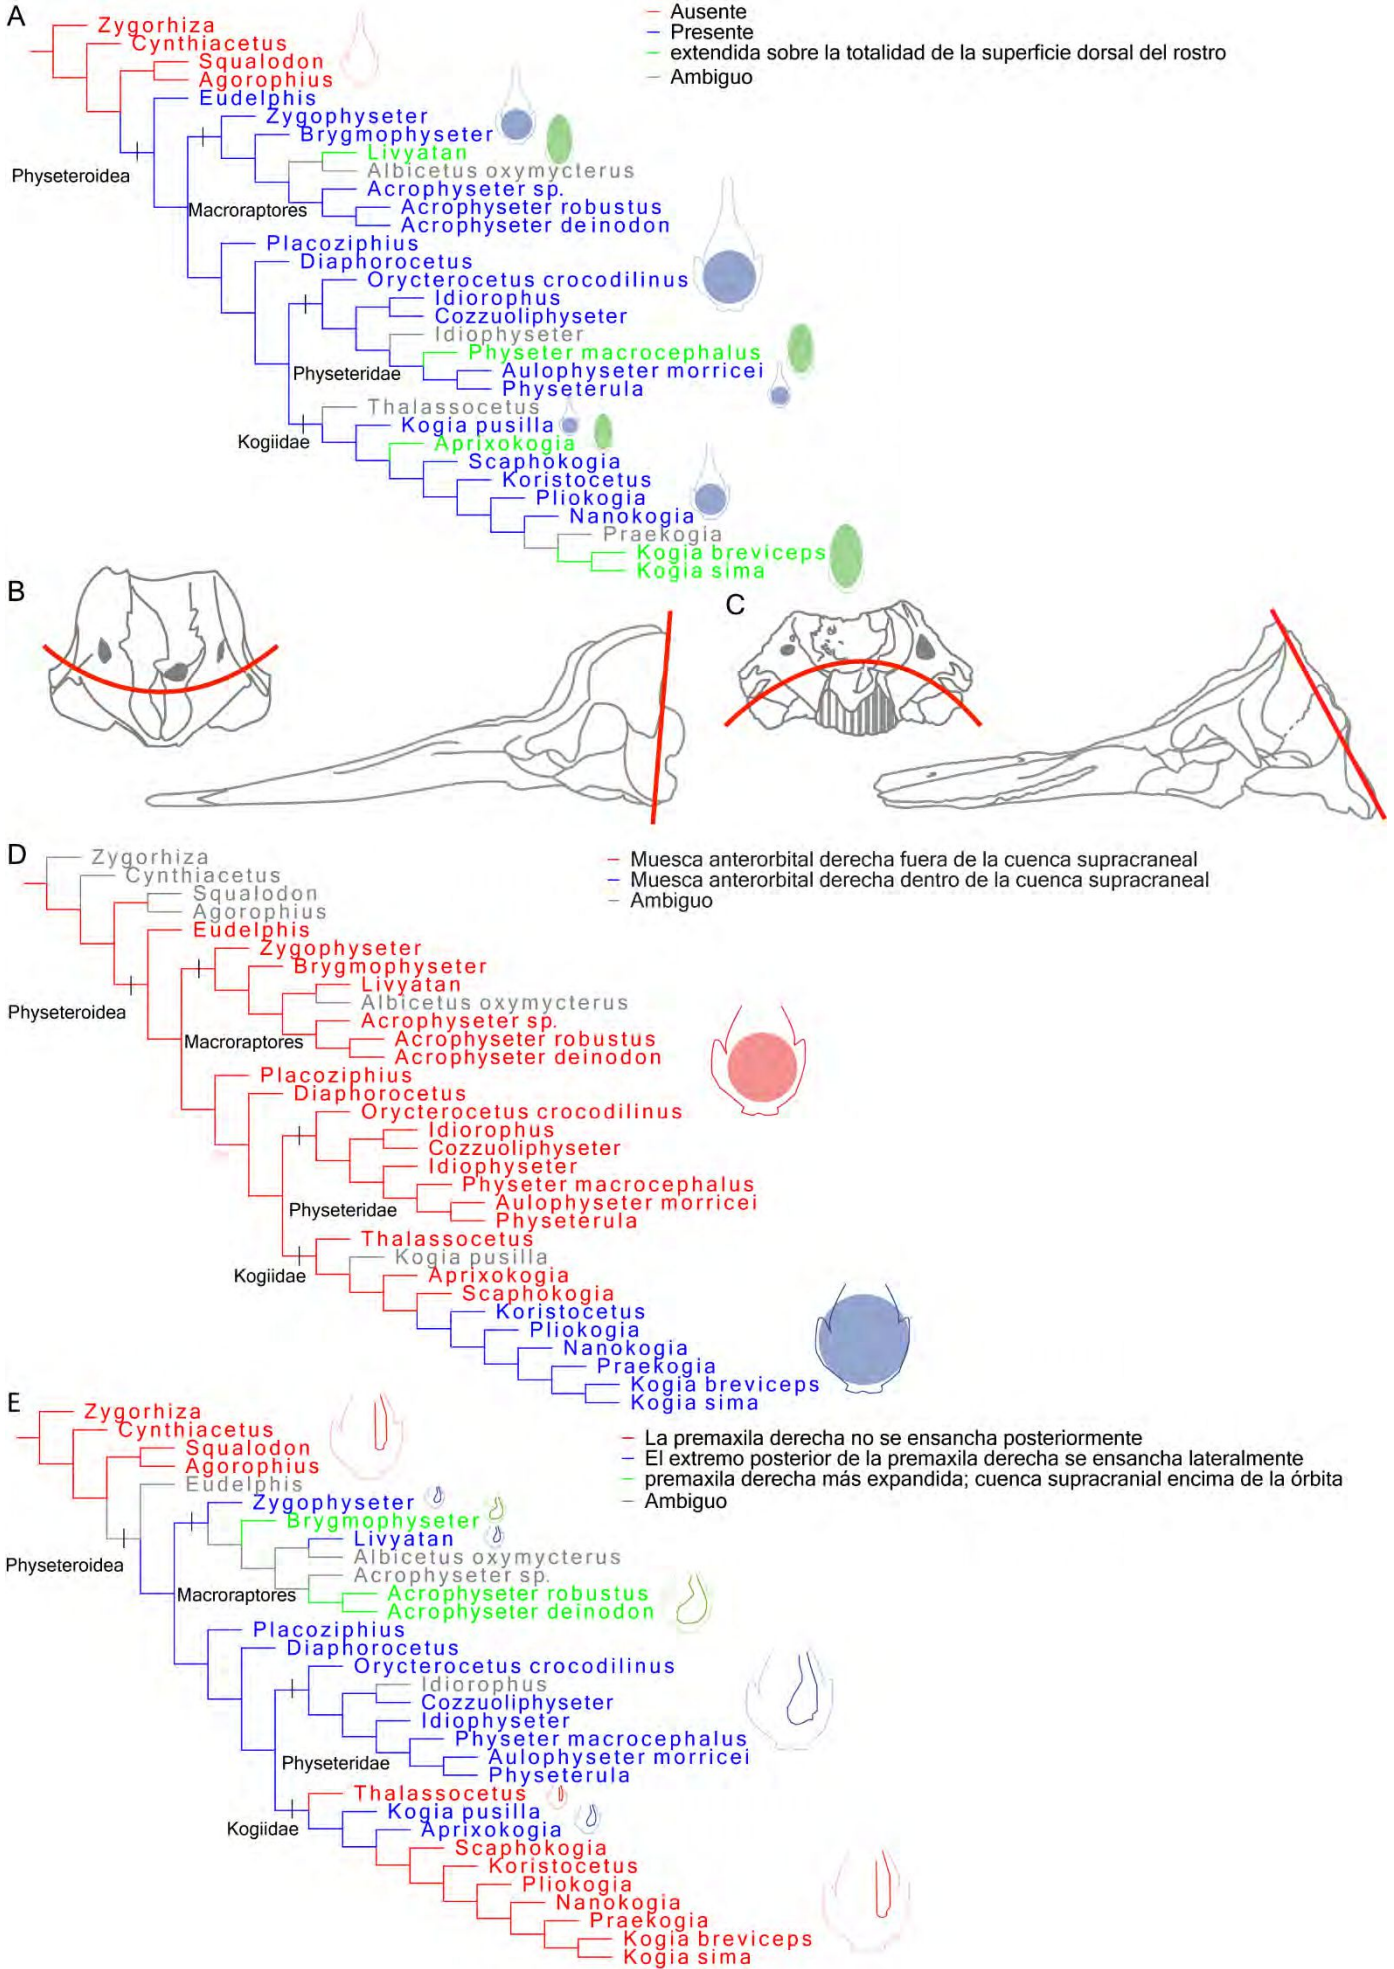 A
Zygorhiza
Cynthiacetus
Squalodon
Agorophius
Eudelphis
Zygophyseter
Brygmophyseter
Livyatan
Albicetus oxymycterus
Acrophyseter sp.
Acrophyseter robustus
Acrophyseter deinodon
Placoziphius
Diaphorocetus
Orycterocetus crocodilinus
Idiorophus
Cozzuoliphyseter
Idiophyseter
Physeter macrocephalus
Aulophyseter morricei
Physeterula
Thalassocetus
Kogia pusilla
Aprixokogia
Scaphokogia
Koristocetus
Pliokogia
Nanokogia
Praekogia
Kogia breviceps
Kogia sima
Physeteroidea
Macroraptores
Physeteridae
Kogiidae
Ausente
Presente
extendida sobre la totalidad de la superficie dorsal del rostro
Ambiguo
B
C
D
Zygorhiza
Cynthiacetus
Squalodon
Agorophius
Eudelphis
Zygophyseter
Brygmophyseter
Livyatan
Albicetus oxymycterus
Acrophyseter sp.
Acrophyseter robustus
Acrophyseter deinodon
Placoziphius
Diaphorocetus
Orycterocetus crocodilinus
Idiorophus
Cozzuoliphyseter
Idiophyseter
Physeter macrocephalus
Aulophyseter morricei
Physeterula
Thalassocetus
Kogia pusilla
Aprixokogia
Scaphokogia
Koristocetus
Pliokogia
Nanokogia
Praekogia
Kogia breviceps
Kogia sima
Physeteroidea
Macroraptores
Physeteridae
Kogiidae
Muesca anterorbital derecha fuera de la cuenca supracraneal
Muesca anterorbital derecha dentro de la cuenca supracraneal
Ambiguo
E
Zygorhiza
Cynthiacetus
Squalodon
Agorophius
Eudelphis
Zygophyseter
Brygmophyseter
Livyatan
Albicetus oxymycterus
Acrophyseter sp.
Acrophyseter robustus
Acrophyseter deinodon
Placoziphius
Diaphorocetus
Orycterocetus crocodilinus
Idiorophus
Cozzuoliphyseter
Idiophyseter
Physeter macrocephalus
Aulophyseter morricei
Physeterula
Thalassocetus
Kogia pusilla
Aprixokogia
Scaphokogia
Koristocetus
Pliokogia
Nanokogia
Praekogia
Kogia breviceps
Kogia sima
Physeteroidea
Macroraptores
Physeteridae
Kogiidae
La premaxila derecha no se ensancha posteriormente
El extremo posterior de la premaxila derecha se ensancha lateralmente
premaxila derecha más expandida; cuenca supracranial encima de la órbita
Ambiguo